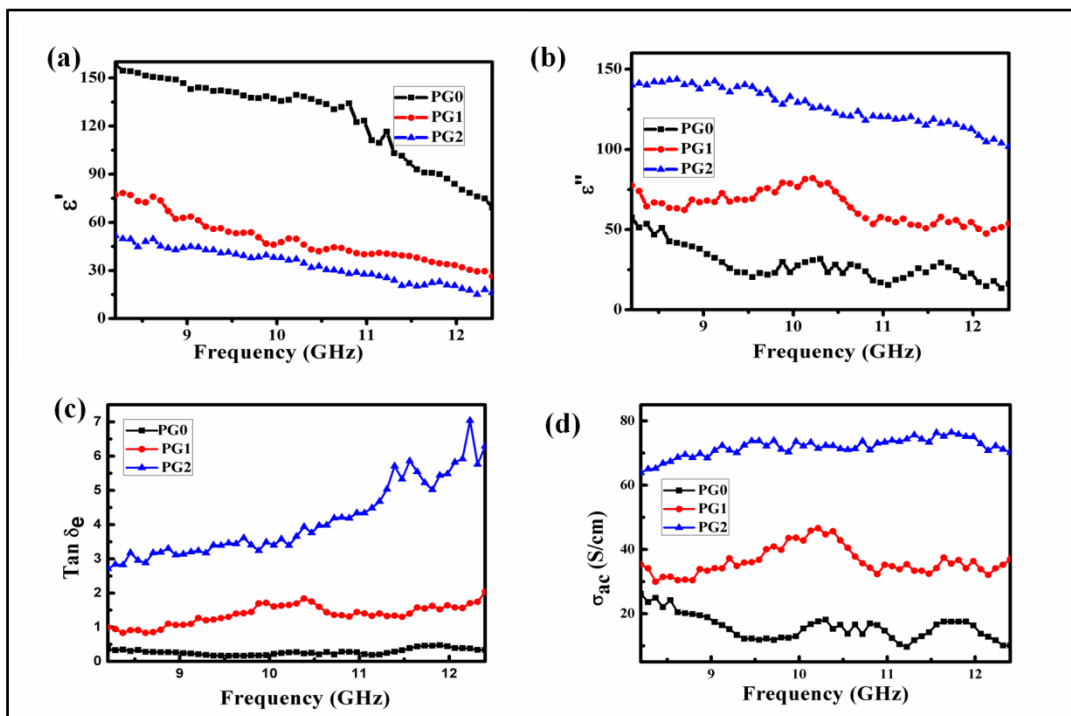 (a)
150
120
90
60
30
0
ε'
PG0
PG1
PG2
9
10
11
12
Frequency (GHz)
(b)
150
100
50
0
ε"
PG0
PG1
PG2
9
10
11
12
Frequency (GHz)
(c)
7
6
5
4
3
2
1
0
Tan δe
PG0
PG1
PG2
9
10
11
12
Frequency (GHz)
(d)
80
60
40
20
σac (S/cm)
PG0
PG1
PG2
9
10
11
12
Frequency (GHz)